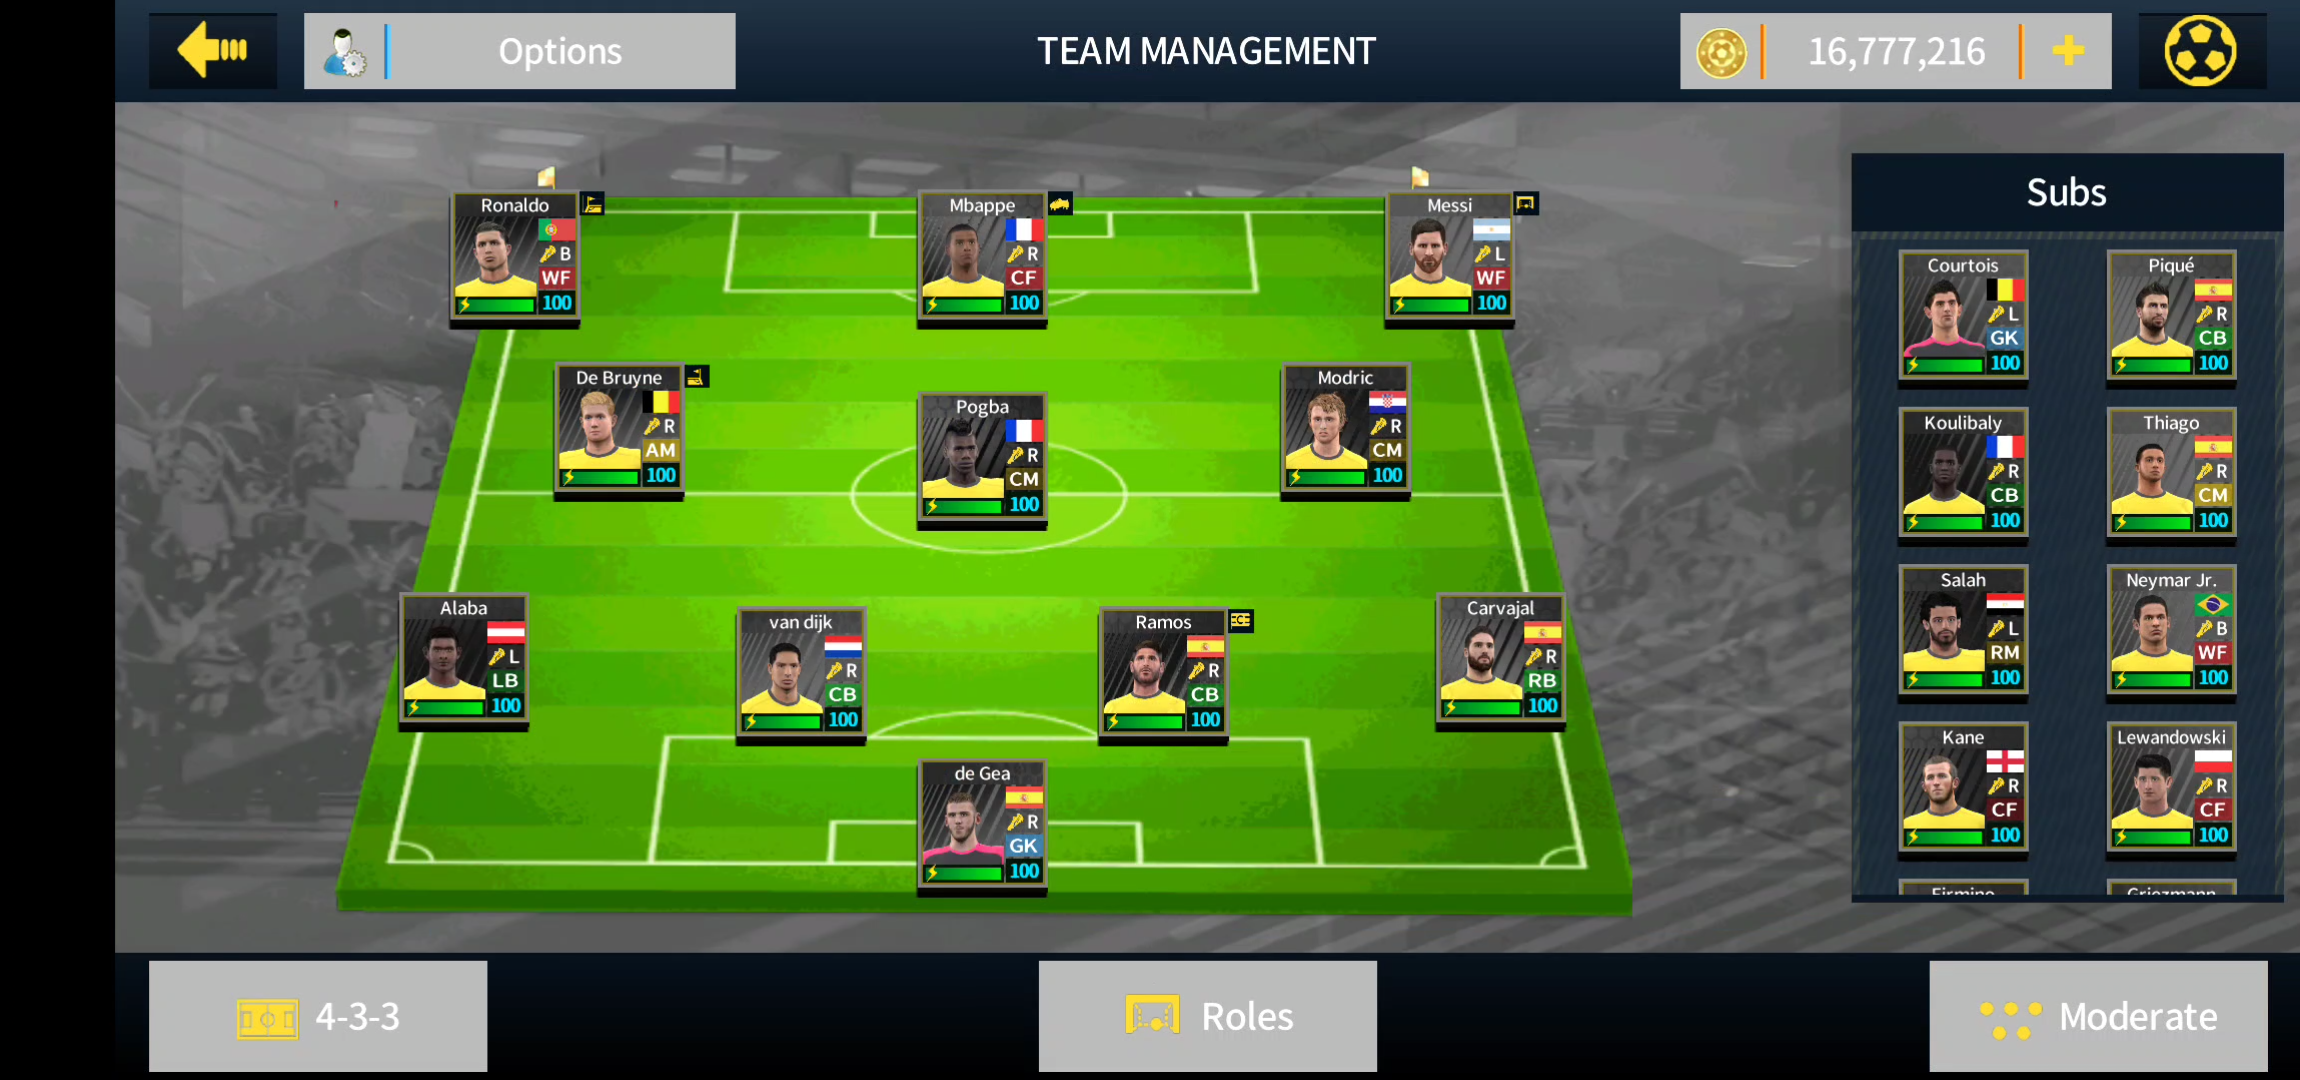 Options
TEAM MANAGEMENT
16,777,216
Subs
Ronaldo
B
WF
100
Mbappe
R
CF
100
Messi
L
WF
100
De Bruyne
R
AM
100
Pogba
R
CM
100
Modric
R
CM
100
Alaba
L
LB
100
van dijk
R
CB
100
Ramos
R
CB
100
Carvajal
R
RB
100
de Gea
R
GK
100
Courtois
L
GK
100
Piqué
R
CB
100
Koulibaly
R
CB
100
Thiago
R
CM
100
Salah
L
RM
100
Neymar Jr.
B
WF
100
Kane
R
CF
100
Lewandowski
R
CF
100
Firmino
Griezmann
4-3-3
Roles
Moderate